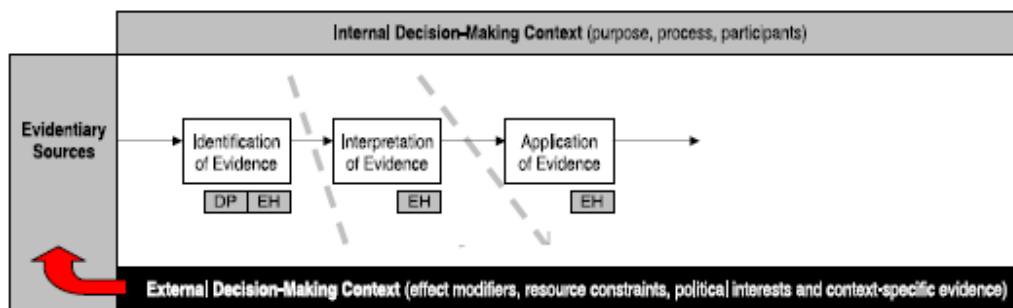 Internal Decision-Making Context (purpose, process, participants)
Evidentiary
Sources
Identification
of Evidence
DP EH
Interpretation
of Evidence
EH
Application
of Evidence
EH
External Decision-Making Context (effect modifiers, resource constraints, political interests and context-specific evidence)